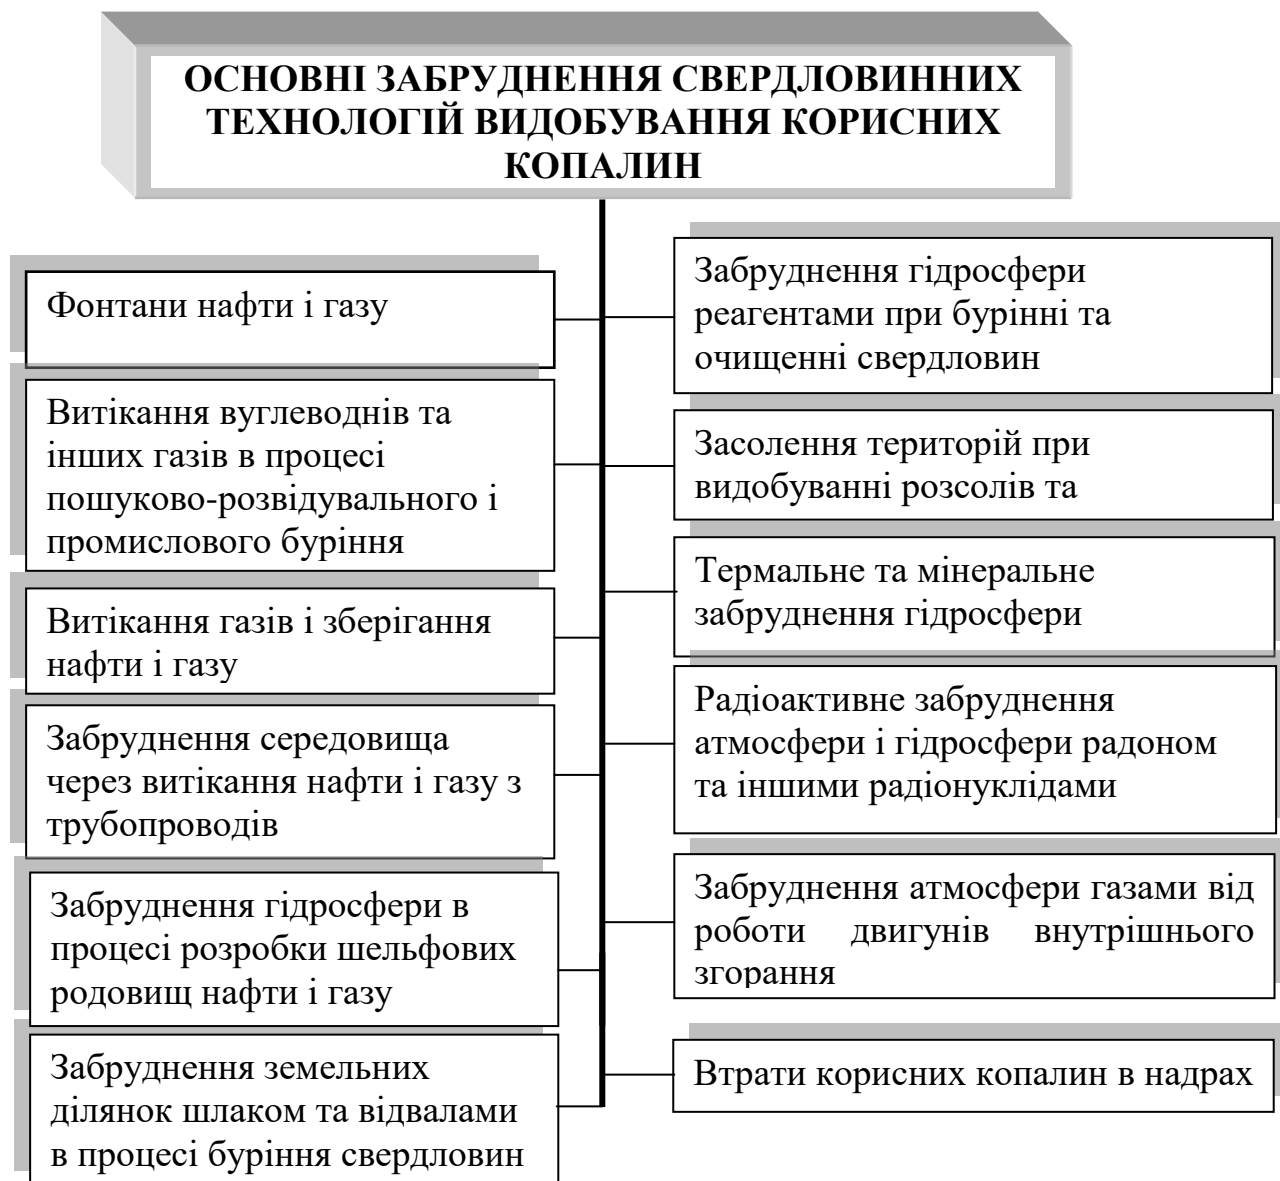 ОСНОВНІ ЗАБРУДНЕННЯ СВЕРДЛОВИННИХ
ТЕХНОЛОГІЙ ВИДОБУВАННЯ КОРИСНИХ
КОПАЛИН
Фонтани нафти і газу
Витікання вуглеводнів та
інших газів в процесі
пошуково-розвідувального і
промислового буріння
Витікання газів і зберігання
нафти і газу
Забруднення середовища
через витікання нафти і газу з
трубопроводів
Забруднення гідросфери в
процесі розробки шельфових
родовищ нафти і газу
Забруднення земельних
ділянок шлаком та відвалами
в процесі буріння свердловин
Забруднення гідросфери
реагентами при бурінні та
очищенні свердловин
Засолення територій при
видобуванні розсолів та
Термальне та мінеральне
забруднення гідросфери
Радіоактивне забруднення
атмосфери і гідросфери радоном
та іншими радіонуклідами
Забруднення атмосфери газами від
роботи двигунів внутрішнього
згорання
Втрати корисних копалин в надрах